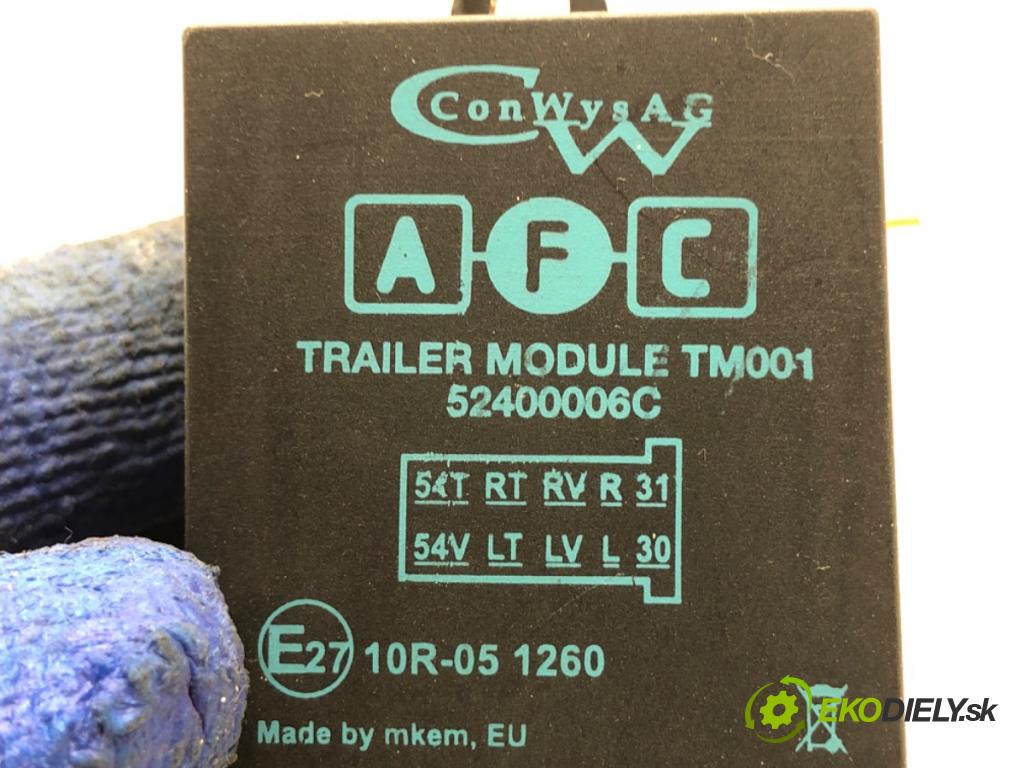 ConWysAG
CW
A F C
TRAILER MODULE TM001
52400006C
54T RT RV R 31
54V LT LV L 30
E27 10R-05 1260
Made by mkem, EU
EKODIELY.sk